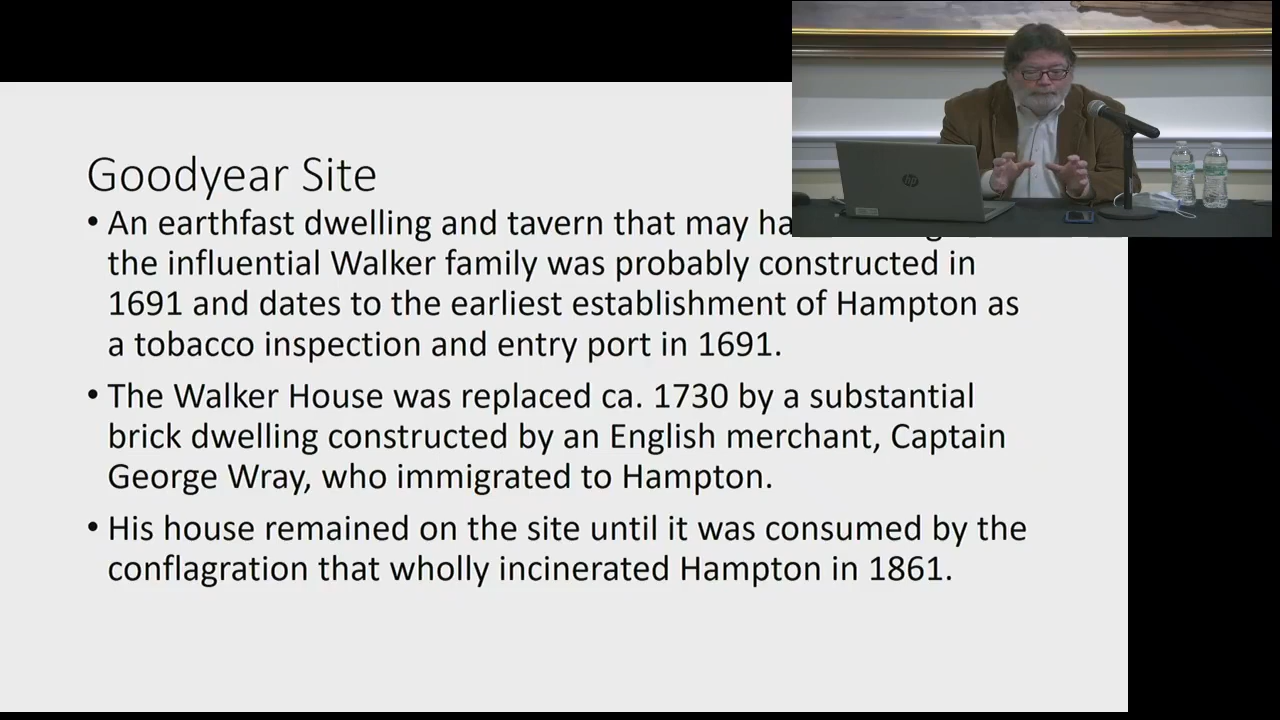 Goodyear Site
• An earthfast dwelling and tavern that may
the influential Walker family was probably constructed in
1691 and dates to the earliest establishment of Hampton as
a tobacco inspection and entry port in 1691.
• The Walker House was replaced ca. 1730 by a substantial
brick dwelling constructed by an English merchant, Captain
George Wray, who immigrated to Hampton.
• His house remained on the site until it was consumed by the
conflagration that wholly incinerated Hampton in 1861.
hp